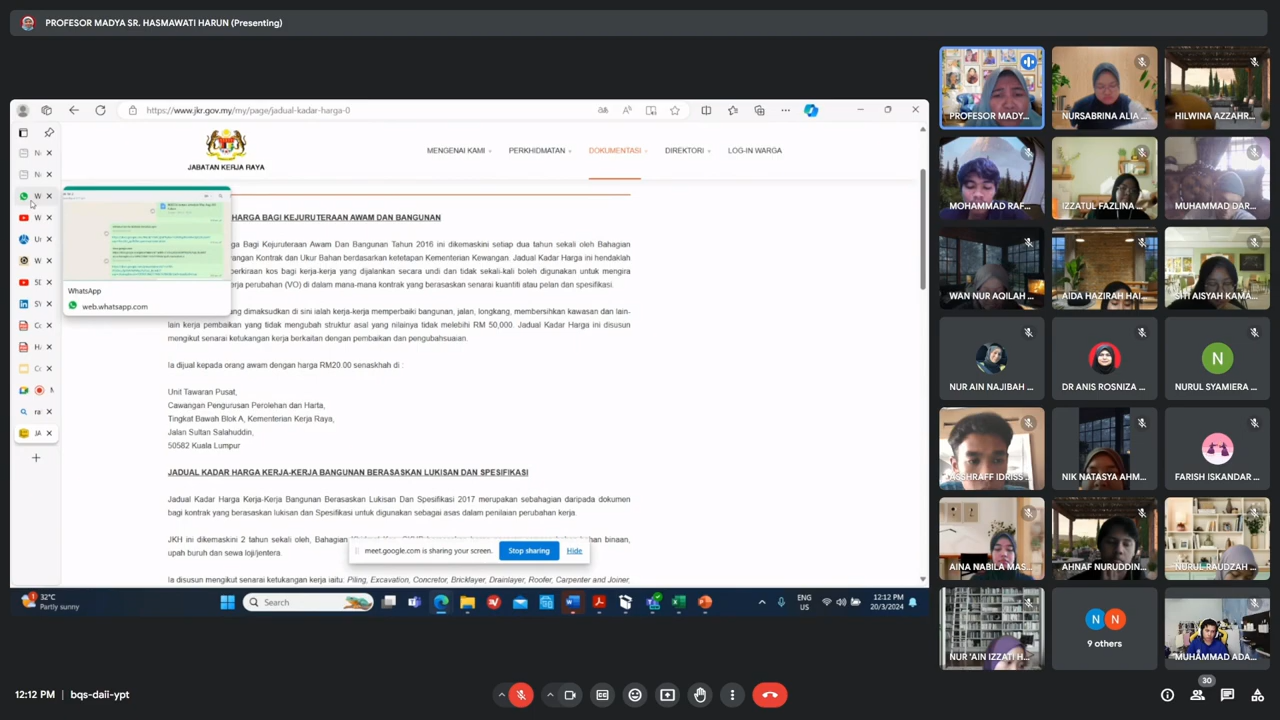 PROFESOR MADYA SR. HASMAWATI HARUN (Presenting)
https://www.jkr.gov.my/my/page/jadual-kadar-harga-0
JABATAN KERJA RAYA
MENGENAI KAMI
PERKHIDMATAN
DOKUMENTASI
DIREKTORI
LOG-IN WARGA
WhatsApp
web.whatsapp.com
HARGA BAGI KEJURUTERAAN AWAM DAN BANGUNAN
Bagi Kejuruteraan Awam Dan Bangunan Tahun 2016 ini dikemaskini setiap dua tahun sekali oleh Bahagian
Kontrak dan Ukur Bahan berdasarkan ketetapan Kementerian Kewangan. Jadual Kadar Harga ini hendaklah
kos bagi kerja-kerja yang dijalankan secara undi dan tidak sekali-kali boleh digunakan untuk mengira
perubahan (VO) di dalam mana-mana kontrak yang berasaskan senarai kuantiti atau pelan dan spesifikasi.
dimaksudkan di sini ialah kerja-kerja memperbaiki bangunan, jalan, longkang, membersihkan kawasan dan lain-
lain kerja pembaikan yang tidak mengubah struktur asal yang nilainya tidak melebihi RM 50,000. Jadual Kadar Harga ini disusun
mengikut senarai ketukangan kerja berkaitan dengan pembaikan dan pengubahsuaian.
Ia dijual kepada orang awam dengan harga RM20.00 senaskhah di :
Unit Tawaran Pusat,
Cawangan Pengurusan Perolehan dan Harta,
Tingkat Bawah Blok A, Kementerian Kerja Raya,
Jalan Sultan Salahuddin,
50582 Kuala Lumpur
JADUAL KADAR HARGA KERJA-KERJA BANGUNAN BERASASKAN LUKISAN DAN SPESIFIKASI
Jadual Kadar Harga Kerja-Kerja Bangunan Berasaskan Lukisan Dan Spesifikasi 2017 merupakan sebahagian daripada dokumen
bagi kontrak yang berasaskan lukisan dan Spesifikasi untuk digunakan sebagai asas dalam penilaian perubahan kerja.
JKH ini dikemaskini 2 tahun sekali oleh, Bahagian
binaan,
upah buruh dan sewa loji/jentera.
Ia disusun mengikut senarai ketukangan kerja iaitu: Piling, Excavation, Concretor, Bricklayer, Drainlayer, Roofer, Carpenter and Joiner,
meet.google.com is sharing your screen.
Stop sharing
Hide
32°C
Partly sunny
Search
ENG
US
12:12 PM
20/3/2024
PROFESOR MADY...
NURSABRINA ALIA ...
HILWINA AZZAHR...
MOHAMMAD RAF...
IZZATUL FAZLINA ...
MUHAMMAD DAR...
WAN NUR AQILAH ...
AIDA HAZIRAH HAI...
SITI AISYAH KAMA...
NUR AIN NAJIBAH ...
DR ANIS ROSNIZA ...
N
NURUL SYAMIERA ...
ASHRAFF IDRISS ...
NIK NATASYA AHM...
FARISH ISKANDAR ...
AINA NABILA MAS...
AHNAF NURUDDIN...
NURUL RAUDZAH ...
NUR 'AIN IZZATI H...
N
N
9 others
MUHAMMAD ADA...
12:12 PM | bqs-daii-ypt
30